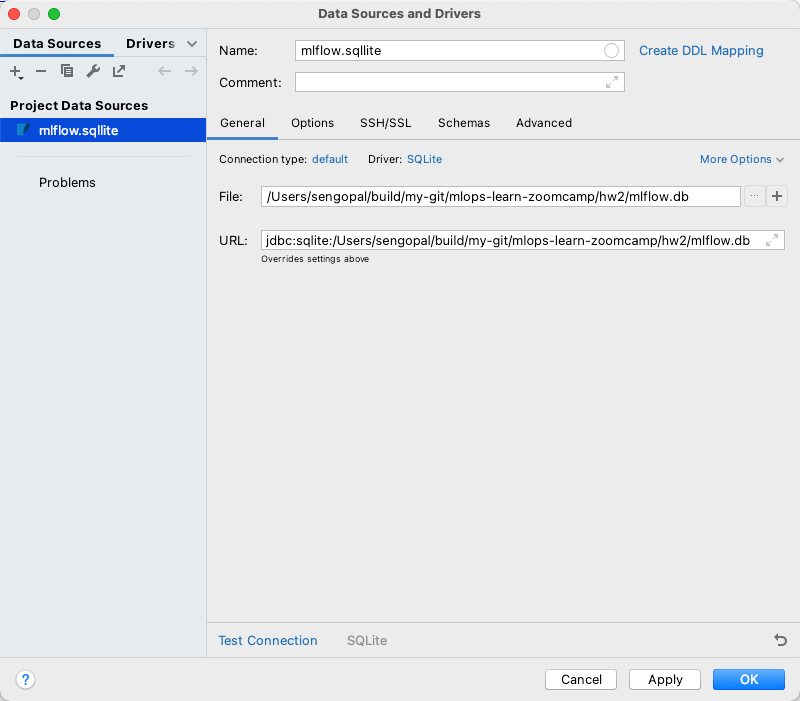 Data Sources and Drivers
Data Sources Drivers
Project Data Sources
mlflow.sqllite
Problems
Name: mlflow.sqllite Create DDL Mapping
Comment:
General Options SSH/SSL Schemas Advanced
Connection type: default Driver: SQLite More Options
File: /Users/sengopal/build/my-git/mlops-learn-zoomcamp/hw2/mlflow.db ...
URL: jdbc:sqlite:/Users/sengopal/build/my-git/mlops-learn-zoomcamp/hw2/mlflow.db
Overrides settings above
Test Connection SQLite
? Cancel Apply OK